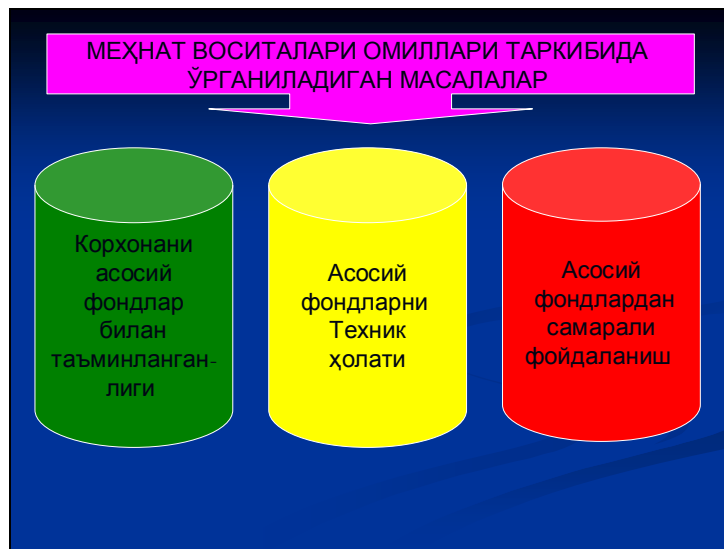 МЕҲНАТ ВОСИТАЛАРИ ОМИЛЛАРИ ТАРКИБИДА
ЎРГАНИЛАДИГАН МАСАЛАЛАР
Корхонани
асосий
фондлар
билан
таъминланган-
лиги
Асосий
фондларни
Техник
ҳолати
Асосий
фондлардан
самарали
фойдаланиш